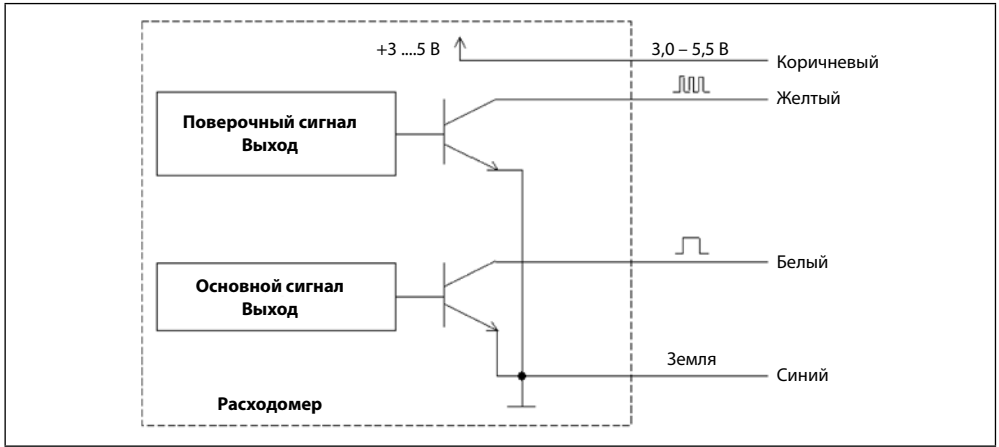 +3 ....5 В
3,0 – 5,5 В
Коричневый
Желтый
Поверочный сигнал
Выход
Белый
Основной сигнал
Выход
Земля
Синий
Расходомер